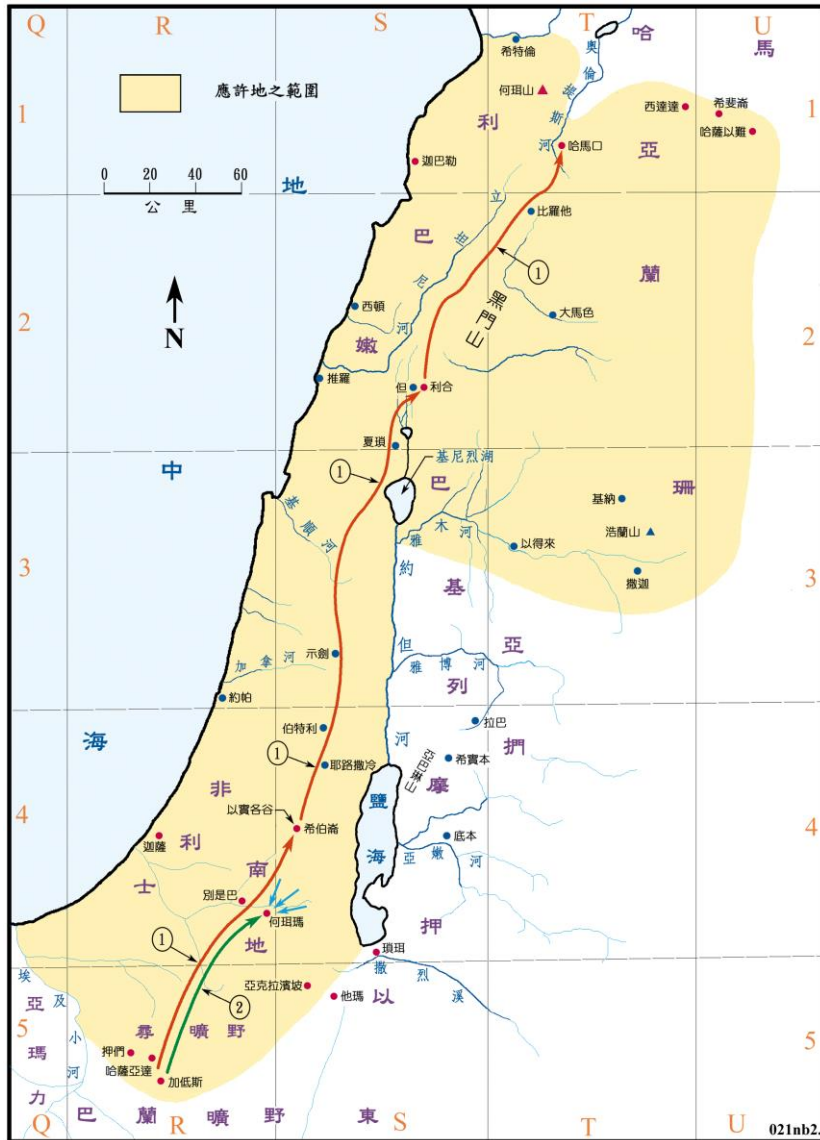 Q R S T U
應許地之範圍
0 20 40 60
公里
N
1
2
3
4
5
1
2
3
4
5
Q R S T U
地
中
海
哈
馬
希特倫
奧倫提斯河
何珥山
西達達
希斐崙
哈薩以難
哈馬口
迦巴勒
利
巴
嫩
亞
蘭
立坦尼河
比羅他
①
西頓
黑門山
大馬色
推羅
但
利合
夏瑣
①
基尼烈湖
巴
珊
基順河
雅木河
基納
浩蘭山
以得來
撒迦
約但河
基
列
亞
捫
示劍
加拿河
雅博河
約帕
伯特利
拉巴
①
耶路撒冷
希實本
亞巴琳山
亞
摩
以實各谷
希伯崙
非
利
士
迦薩
鹽
海
底本
亞嫩河
南
地
別是巴
何珥瑪
押
①
瑣珥
撒烈溪
以
東
②
亞克拉濱坡
他瑪
埃及小河
亞
瑪
力
尋曠野
押們
哈薩亞達
加低斯
巴蘭曠野
021nb2.